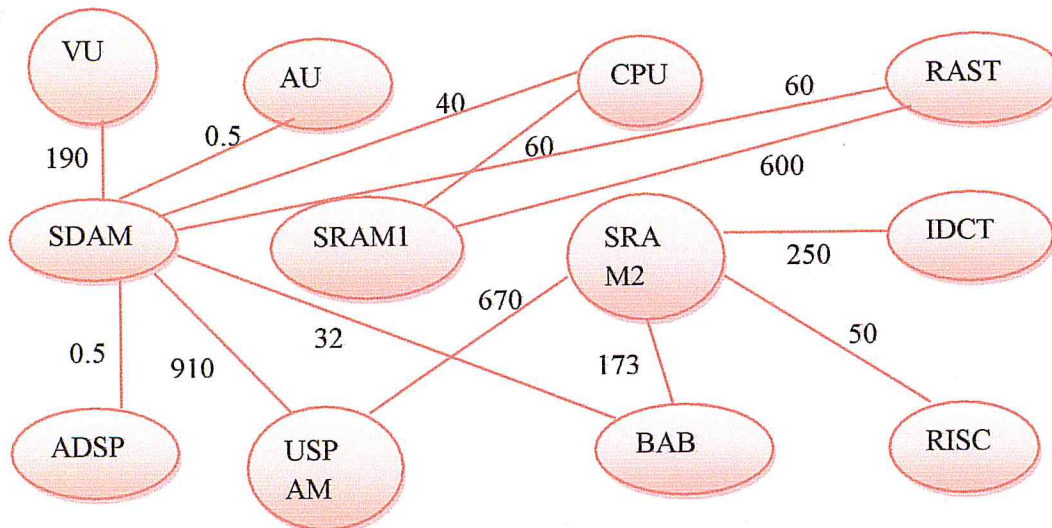 VU
AU
CPU
RAST
190
0.5
40
60
60
600
SDAM
SRAM1
SRA
M2
IDCT
250
670
0.5
910
32
173
50
ADSP
USP
AM
BAB
RISC